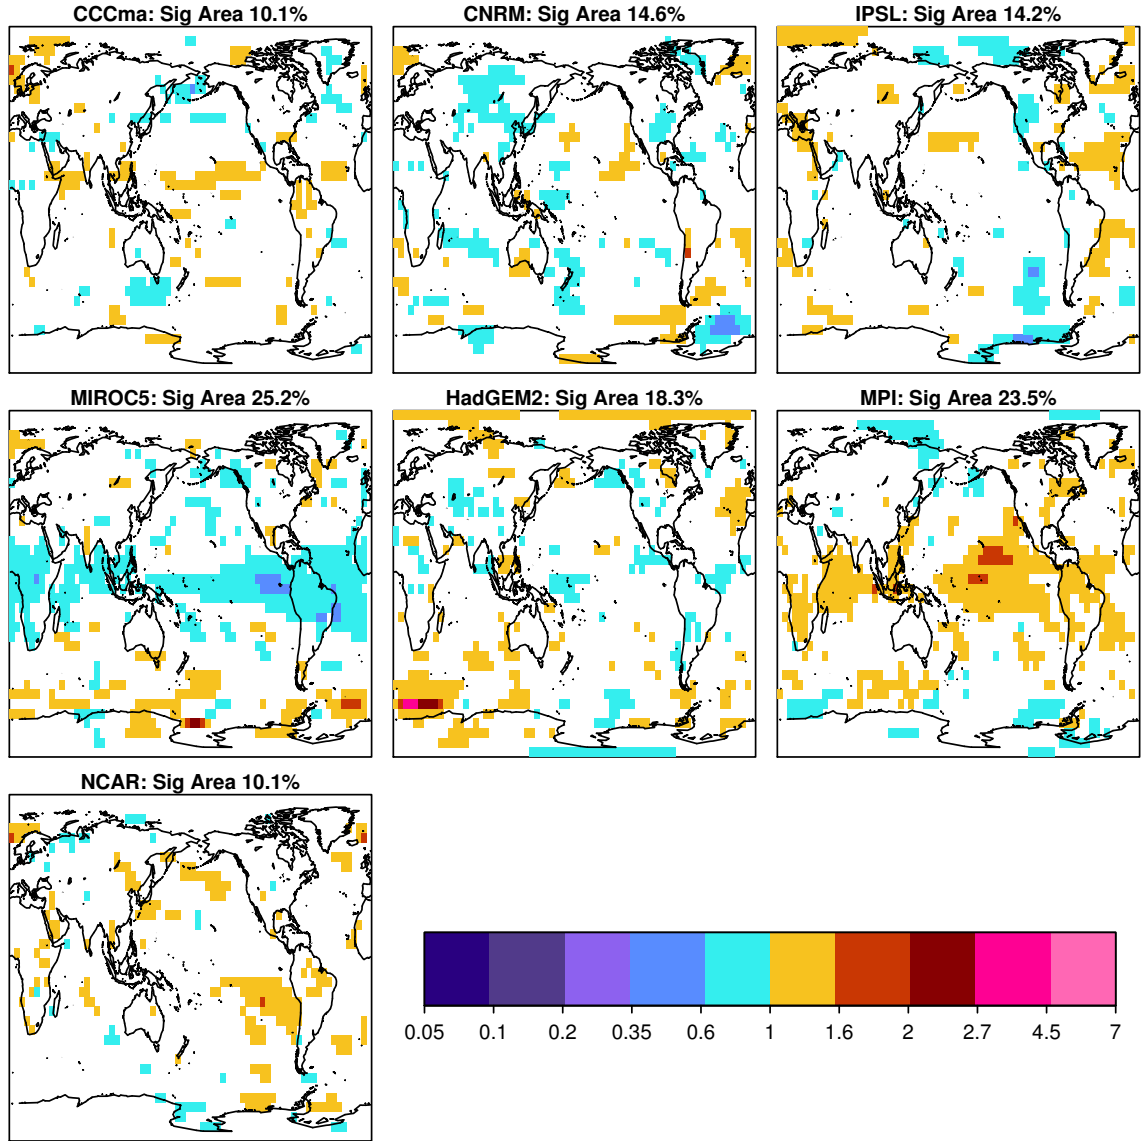 CCCma: Sig Area 10.1%
CNRM: Sig Area 14.6%
IPSL: Sig Area 14.2%
MIROC5: Sig Area 25.2%
HadGEM2: Sig Area 18.3%
MPI: Sig Area 23.5%
NCAR: Sig Area 10.1%
0.05 0.1 0.2 0.35 0.6 1 1.6 2 2.7 4.5 7